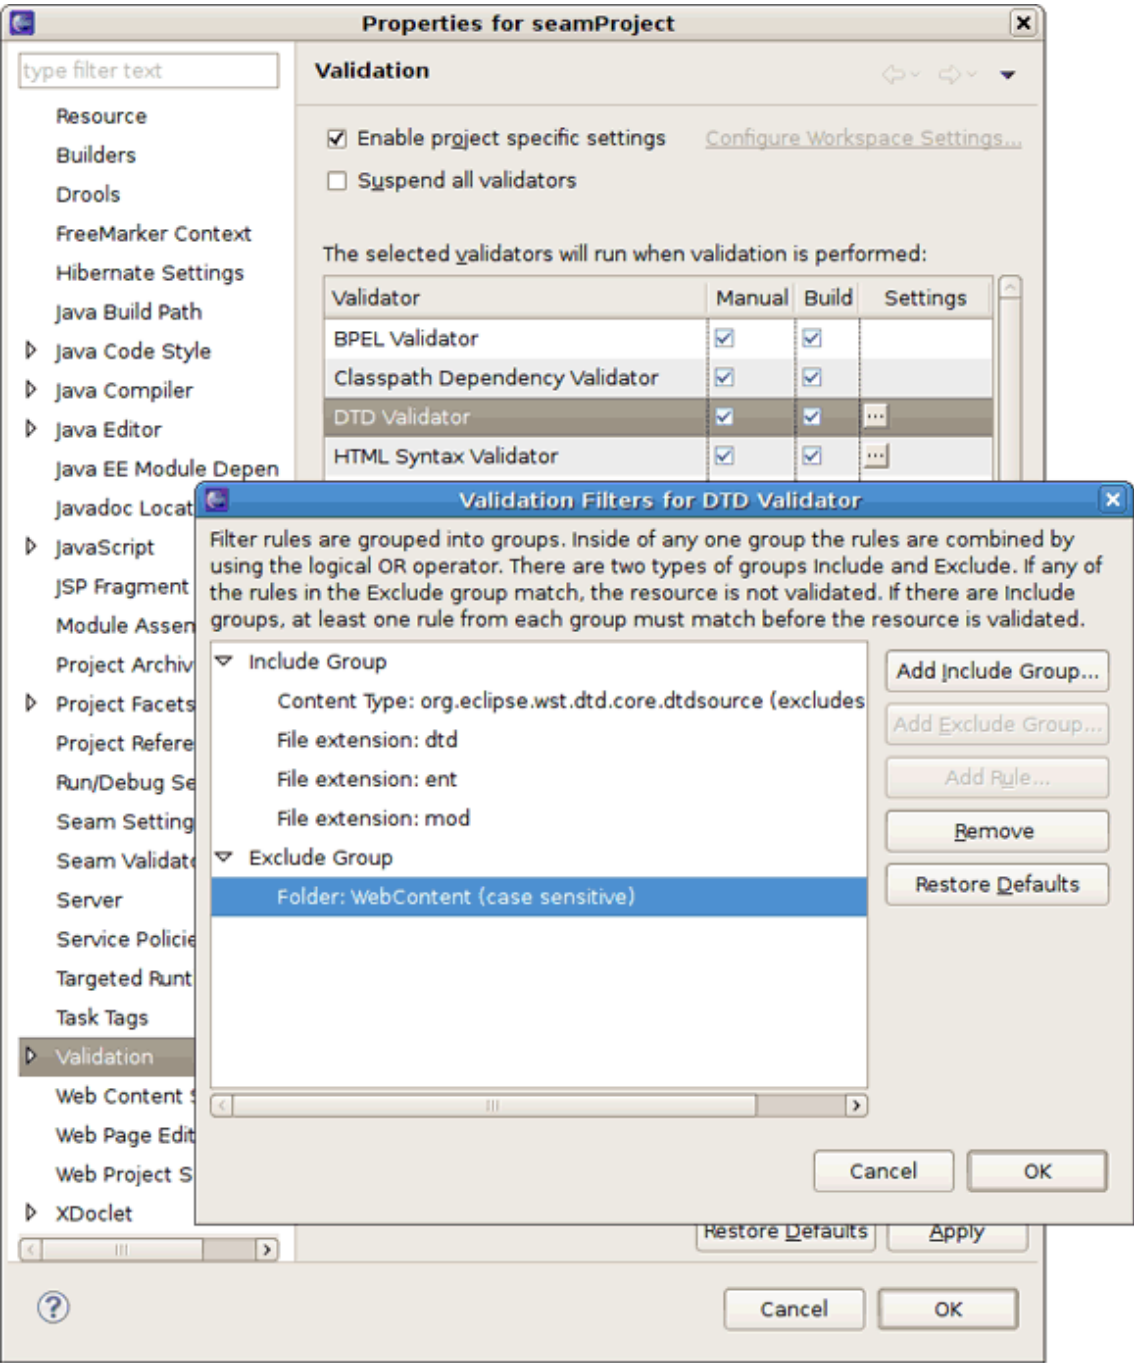 Properties for seamProject
type filter text
Validation
Resource
Builders
Drools
FreeMarker Context
Hibernate Settings
Java Build Path
Java Code Style
Java Compiler
Java Editor
Java EE Module Depen
Javadoc Locat
JavaScript
JSP Fragment
Module Assen
Project Archiv
Project Facets
Project Refere
Run/Debug Se
Seam Setting
Seam Validat
Server
Service Policie
Targeted Runt
Task Tags
Validation
Web Content
Web Page Edit
Web Project S
XDoclet
Enable project specific settings
Configure Workspace Settings...
Suspend all validators
The selected validators will run when validation is performed:
Validator Manual Build Settings
BPEL Validator
Classpath Dependency Validator
DTD Validator ...
HTML Syntax Validator ...
Validation Filters for DTD Validator
Filter rules are grouped into groups. Inside of any one group the rules are combined by
using the logical OR operator. There are two types of groups Include and Exclude. If any of
the rules in the Exclude group match, the resource is not validated. If there are Include
groups, at least one rule from each group must match before the resource is validated.
Include Group
Content Type: org.eclipse.wst.dtd.core.dtdsource (excludes
File extension: dtd
File extension: ent
File extension: mod
Exclude Group
Folder: WebContent (case sensitive)
Add Include Group...
Add Exclude Group...
Add Rule...
Remove
Restore Defaults
Cancel
OK
Restore Defaults
Apply
Cancel
OK